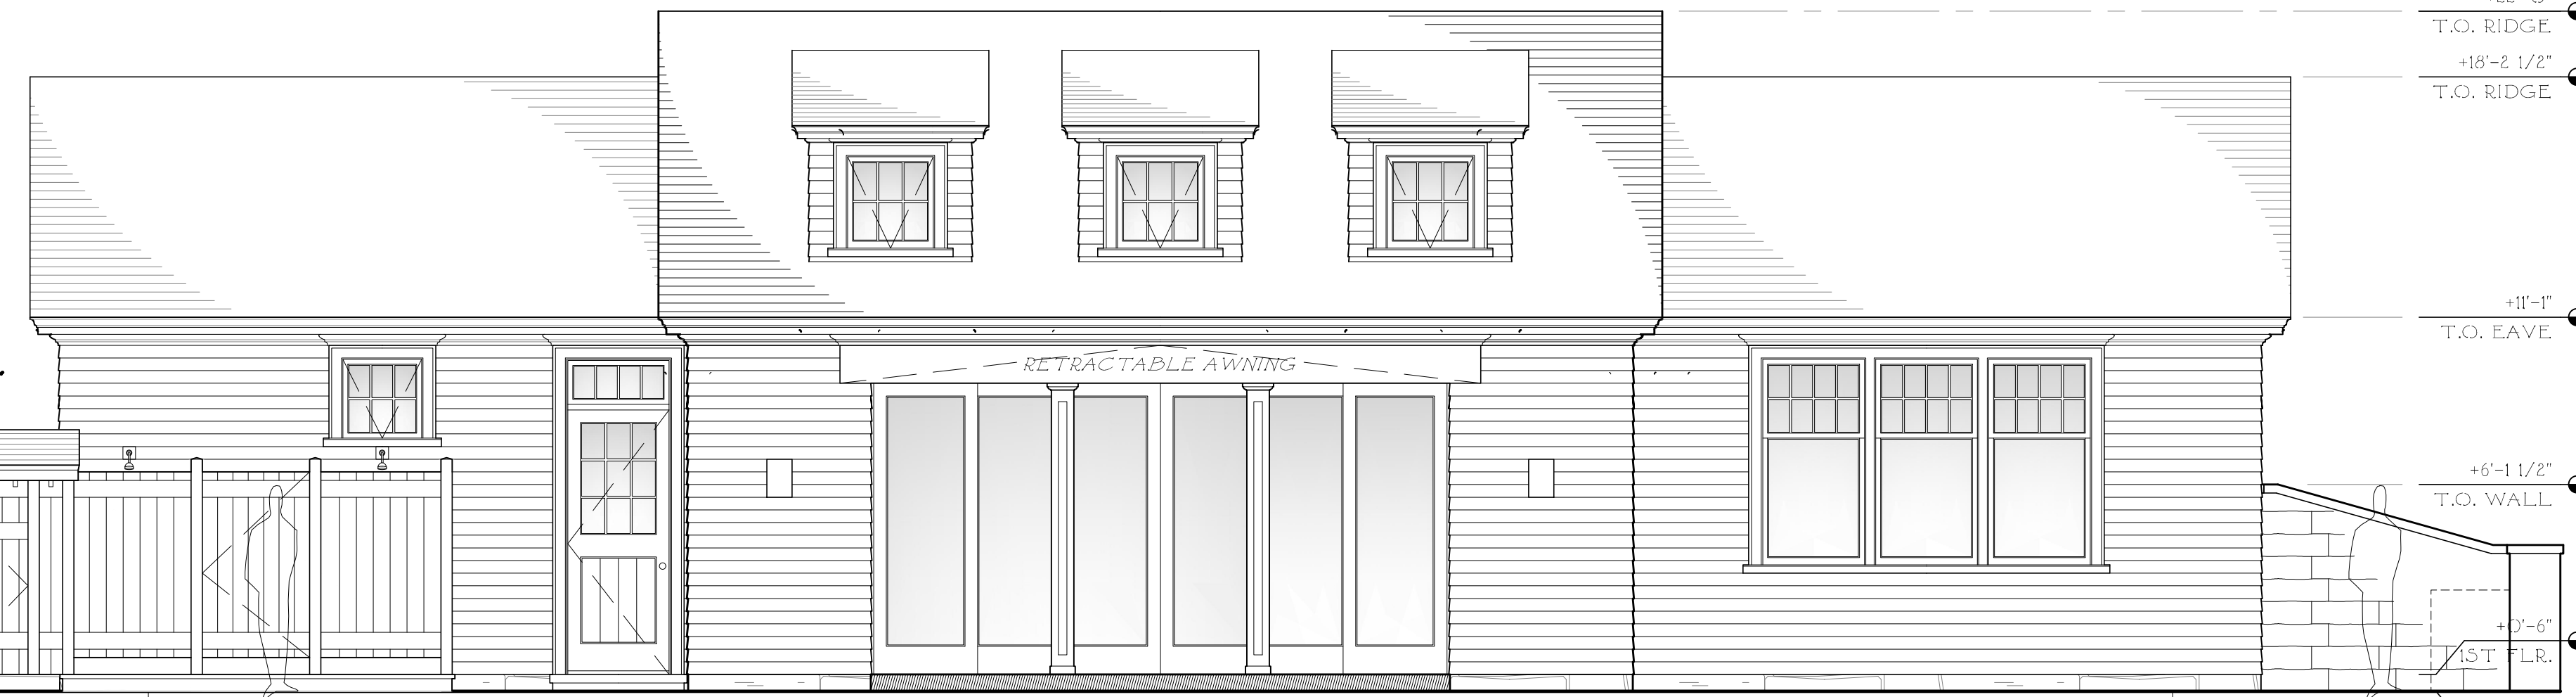 T.O. RIDGE
+18'-2 1/2"
T.O. RIDGE
+11'-1"
T.O. EAVE
RETRACTABLE AWNING
+6'-1 1/2"
T.O. WALL
+0'-6"
1ST FLR.